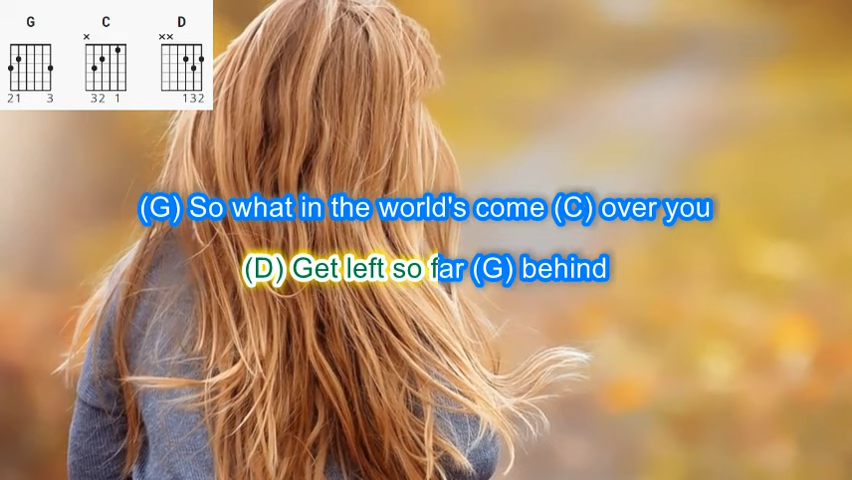 G C D
× ××
21 3 32 1 132
(G) So what in the world's come (C) over you
(D) Get left so far (G) behind